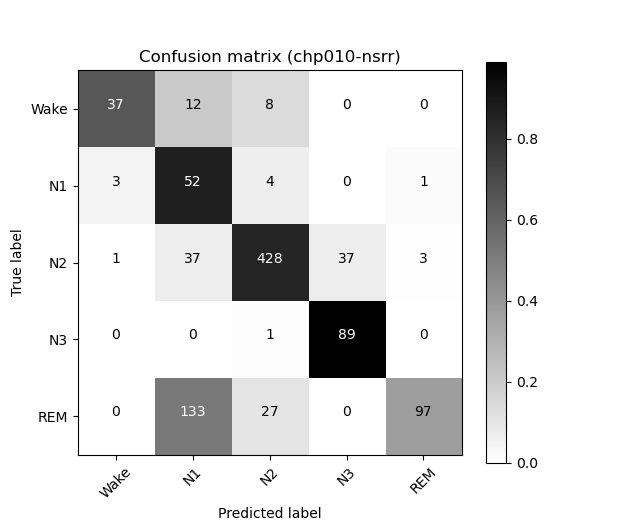 Confusion matrix (chp010-nsrr)
Wake 37 12 8 0 0
N1 3 52 4 0 1
N2 1 37 428 37 3
N3 0 0 1 89 0
REM 0 133 27 0 97
Wake N1 N2 N3 REM
Predicted label
True label
0.8
0.6
0.4
0.2
0.0